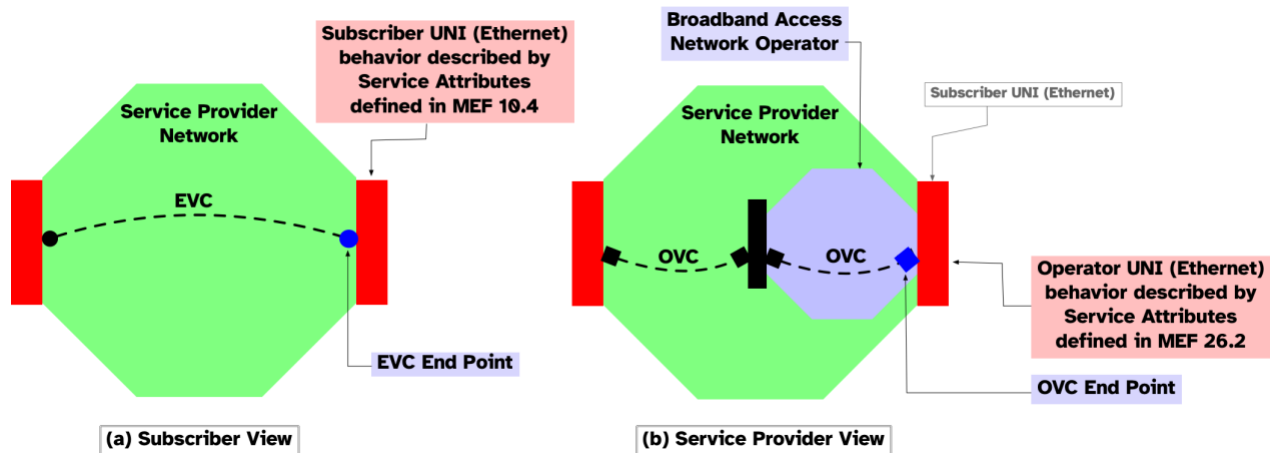 Subscriber UNI (Ethernet)
behavior described by
Service Attributes
defined in MEF 10.4
Service Provider
Network
EVC
EVC End Point
(a) Subscriber View
Broadband Access
Network Operator
Subscriber UNI (Ethernet)
Service Provider
Network
OVC
OVC
Operator UNI (Ethernet)
behavior described by
Service Attributes
defined in MEF 26.2
OVC End Point
(b) Service Provider View